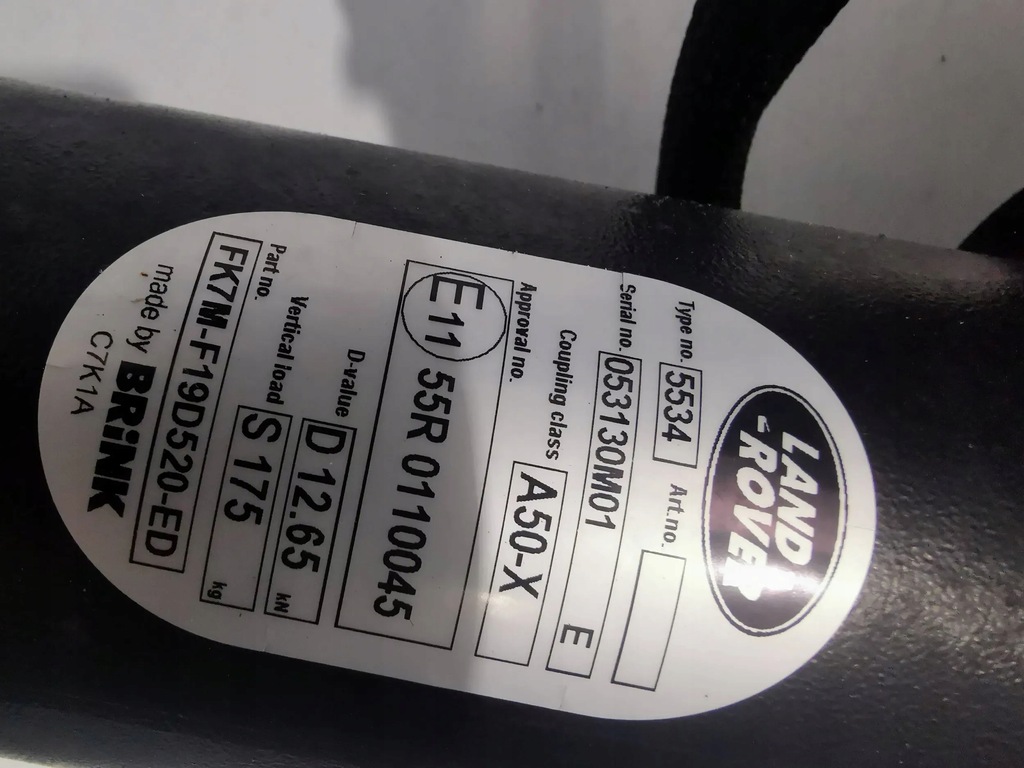 LAND
-ROVER
Type no. 5534 Art.no.
Serial no. 053130M01 E
Coupling class A50-X
Approval no.
E11 55R 0110045
D-value D 12.65 kN
Vertical load S 175 kg
Part no. FK7M-F19D520-ED
made by BRiNK
C7K1A